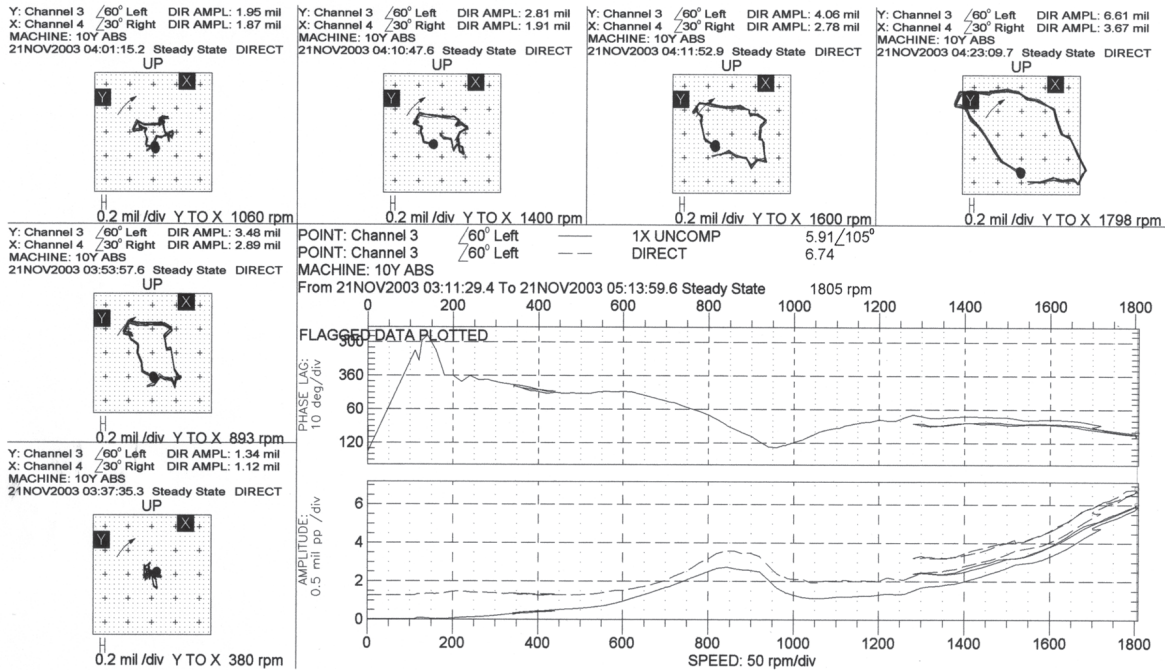 Y: Channel 3 ∠60° Left DIR AMPL: 1.95 mil
X: Channel 4 ∠30° Right DIR AMPL: 1.87 mil
MACHINE: 10Y ABS
21NOV2003 04:01:15.2 Steady State DIRECT
UP
X
Y
0.2 mil /div Y TO X 1060 rpm
Y: Channel 3 ∠60° Left DIR AMPL: 2.81 mil
X: Channel 4 ∠30° Right DIR AMPL: 1.91 mil
MACHINE: 10Y ABS
21NOV2003 04:10:47.6 Steady State DIRECT
UP
X
Y
0.2 mil /div Y TO X 1400 rpm
Y: Channel 3 ∠60° Left DIR AMPL: 4.06 mil
X: Channel 4 ∠30° Right DIR AMPL: 2.78 mil
MACHINE: 10Y ABS
21NOV2003 04:11:52.9 Steady State DIRECT
UP
X
Y
0.2 mil /div Y TO X 1600 rpm
Y: Channel 3 ∠60° Left DIR AMPL: 6.61 mil
X: Channel 4 ∠30° Right DIR AMPL: 3.67 mil
MACHINE: 10Y ABS
21NOV2003 04:23:09.7 Steady State DIRECT
UP
X
Y
0.2 mil /div Y TO X 1798 rpm
Y: Channel 3 ∠60° Left DIR AMPL: 3.48 mil
X: Channel 4 ∠30° Right DIR AMPL: 2.89 mil
MACHINE: 10Y ABS
21NOV2003 03:53:57.6 Steady State DIRECT
UP
X
Y
0.2 mil /div Y TO X 893 rpm
Y: Channel 3 ∠60° Left DIR AMPL: 1.34 mil
X: Channel 4 ∠30° Right DIR AMPL: 1.12 mil
MACHINE: 10Y ABS
21NOV2003 03:37:35.3 Steady State DIRECT
UP
X
Y
0.2 mil /div Y TO X 380 rpm
POINT: Channel 3 ∠60° Left 1X UNCOMP 5.91∠105°
POINT: Channel 3 ∠60° Left DIRECT 6.74
MACHINE: 10Y ABS
From 21NOV2003 03:11:29.4 To 21NOV2003 05:13:59.6 Steady State 1805 rpm
0 200 400 600 800 1000 1200 1400 1600 1800
FLAGGED DATA PLOTTED
300
360
60
120
PHASE LAG:
10 deg/div
6
4
2
0
AMPLITUDE:
0.5 mil pp /div
0 200 400 600 800 1000 1200 1400 1600 1800
SPEED: 50 rpm/div